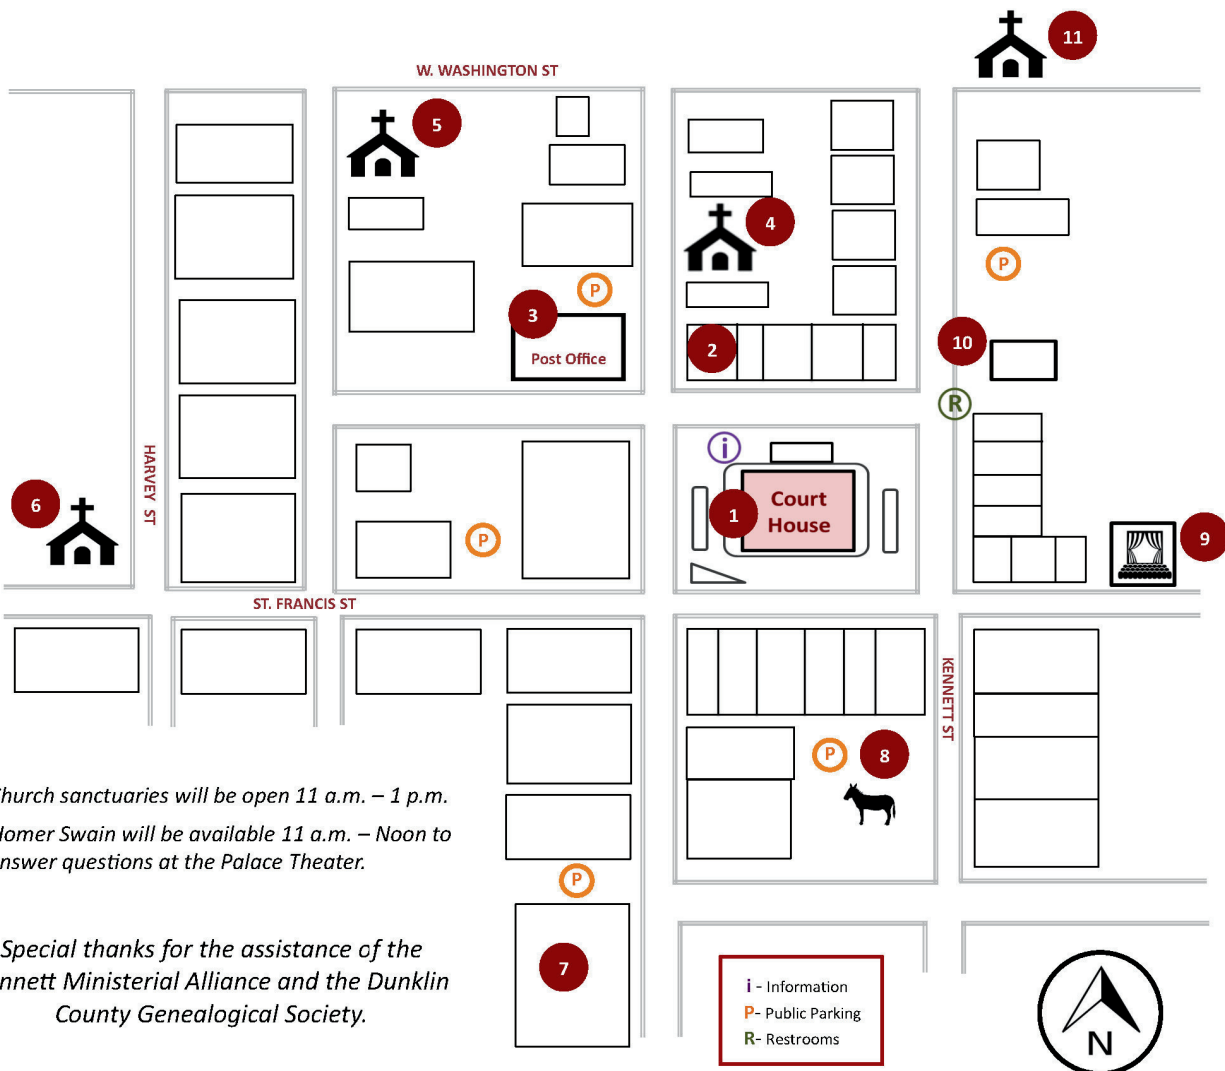 11
W. WASHINGTON ST
5
4
P
P
3
Post Office
2
10
R
HARVEY ST
i
1
Court
House
6
P
9
ST. FRANCIS ST
KENNETT ST
P
8
hurch sanctuaries will be open 11 a.m. – 1 p.m.
omer Swain will be available 11 a.m. – Noon to
nswer questions at the Palace Theater.
P
Special thanks for the assistance of the
nnett Ministerial Alliance and the Dunklin
County Genealogical Society.
7
i - Information
P- Public Parking
R- Restrooms
N